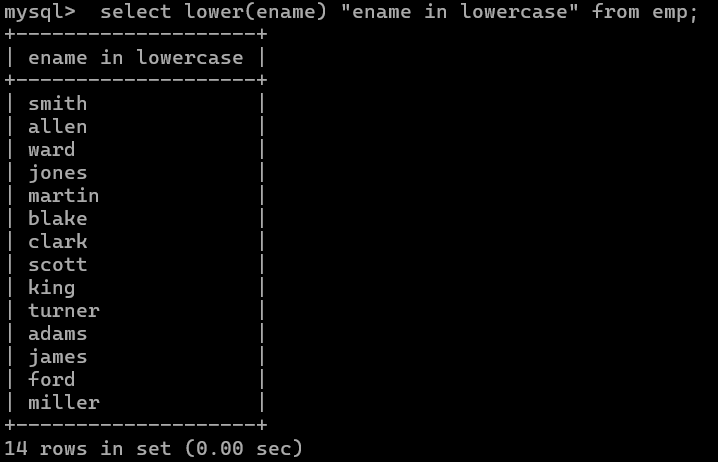 mysql>  select lower(ename) "ename in lowercase" from emp;
+--------------------+
| ename in lowercase |
+--------------------+
| smith              |
| allen              |
| ward               |
| jones              |
| martin             |
| blake              |
| clark              |
| scott              |
| king               |
| turner             |
| adams              |
| james              |
| ford               |
| miller             |
+--------------------+
14 rows in set (0.00 sec)